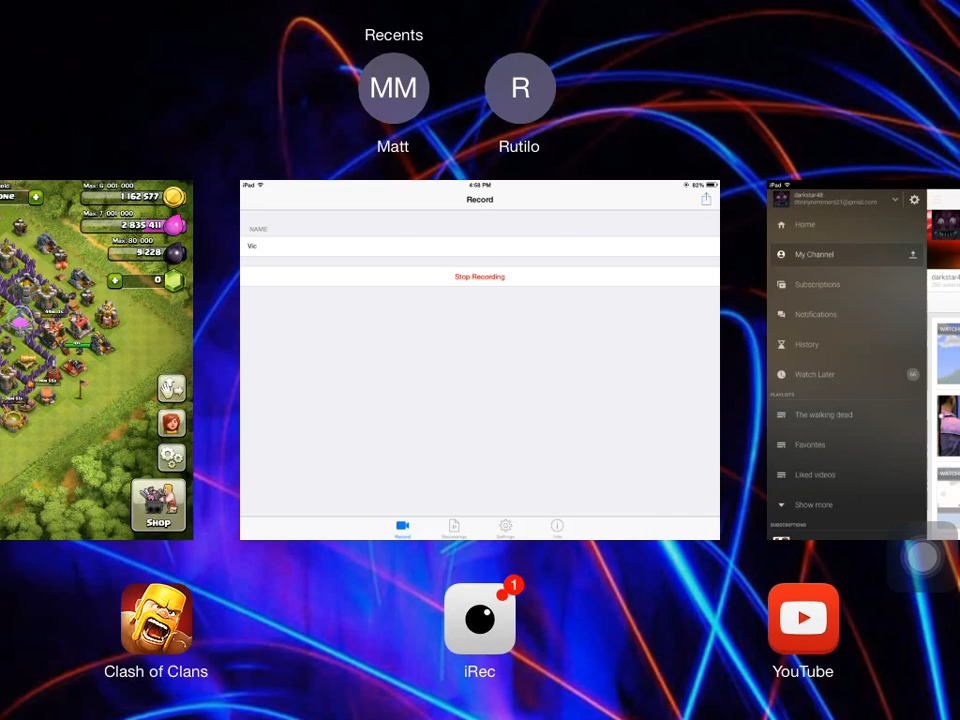 Recents
MM
R
Matt
Rutilo
Max: 6 001 000
1 162 577
Max: 7 001 000
2 835 411
Max: 80 000
9 228
0
Shop
iPad
4:58 PM
82%
Record
NAME
Vic
Stop Recording
Record
Recordings
Settings
Info
iPad
darkstar48
Home
My Channel
Subscriptions
Notifications
History
Watch Later
PLAYLISTS
The walking dead
Favorites
Liked videos
Show more
SUBSCRIPTIONS
1
Clash of Clans
iRec
YouTube